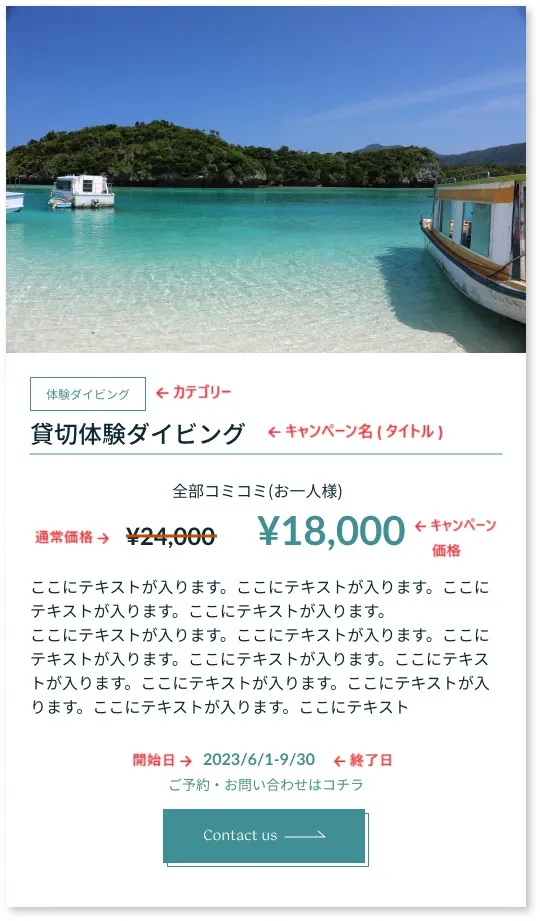 体験ダイビング ← カテゴリー
貸切体験ダイビング ← キャンペーン名 ( タイトル )
全部コミコミ(お一人様)
通常価格 → ¥24,000 ¥18,000 ← キャンペーン
価格
ここにテキストが入ります。ここにテキストが入ります。ここに
テキストが入ります。ここにテキストが入ります。
ここにテキストが入ります。ここにテキストが入ります。ここに
テキストが入ります。ここにテキストが入ります。ここにテキス
トが入ります。ここにテキストが入ります。ここにテキストが入
ります。ここにテキストが入ります。ここにテキスト
開始日 → 2023/6/1-9/30 ← 終了日
ご予約・お問い合わせはコチラ
Contact us